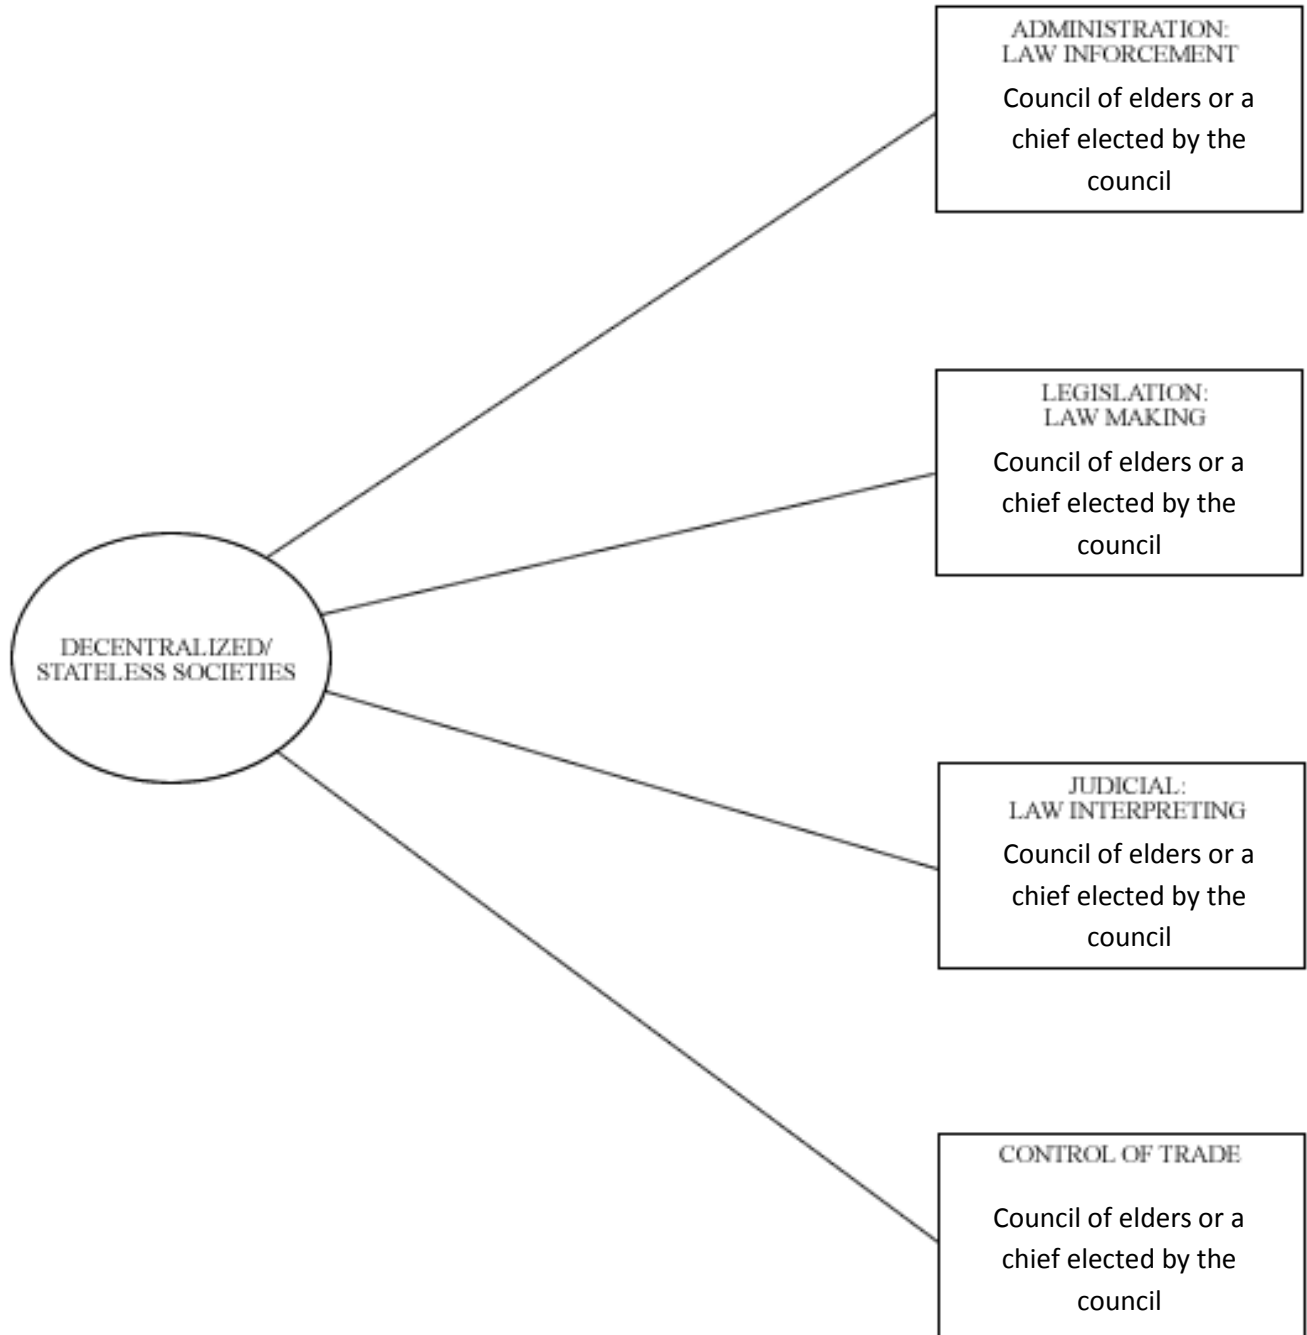 ADMINISTRATION:
LAW INFORCEMENT
Council of elders or a
chief elected by the
council
LEGISLATION:
LAW MAKING
Council of elders or a
chief elected by the
council
DECENTRALIZED/
STATELESS SOCIETIES
JUDICIAL:
LAW INTERPRETING
Council of elders or a
chief elected by the
council
CONTROL OF TRADE
Council of elders or a
chief elected by the
council